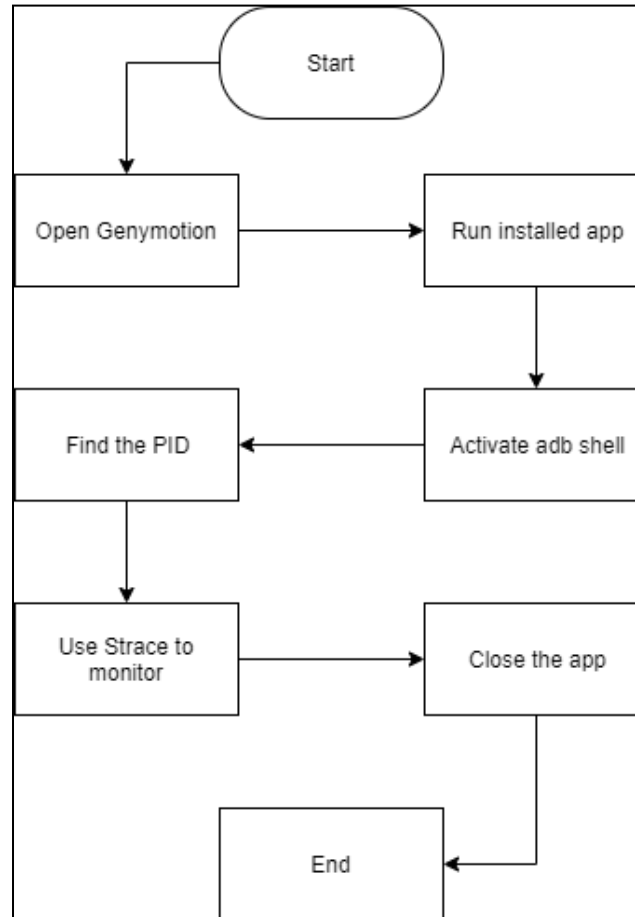 Start
Open Genymotion
Run installed app
Activate adb shell
Find the PID
Use Strace to
monitor
Close the app
End